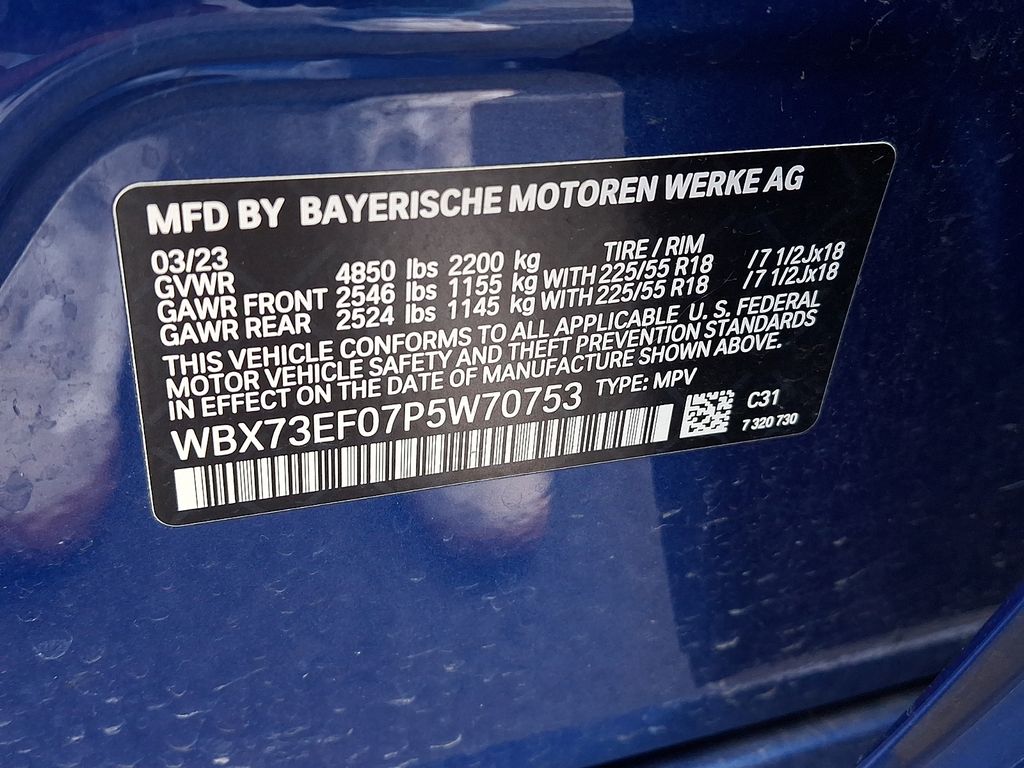 MFD BY BAYERISCHE MOTOREN WERKE AG
03/23 TIRE / RIM
GVWR 4850 lbs 2200 kg
GAWR FRONT 2546 lbs 1155 kg WITH 225/55 R18 /7 1/2Jx18
GAWR REAR 2524 lbs 1145 kg WITH 225/55 R18 /7 1/2Jx18
THIS VEHICLE CONFORMS TO ALL APPLICABLE U. S. FEDERAL
MOTOR VEHICLE SAFETY AND THEFT PREVENTION STANDARDS
IN EFFECT ON THE DATE OF MANUFACTURE SHOWN ABOVE.
WBX73EF07P5W70753 TYPE: MPV
C31
7 320 730